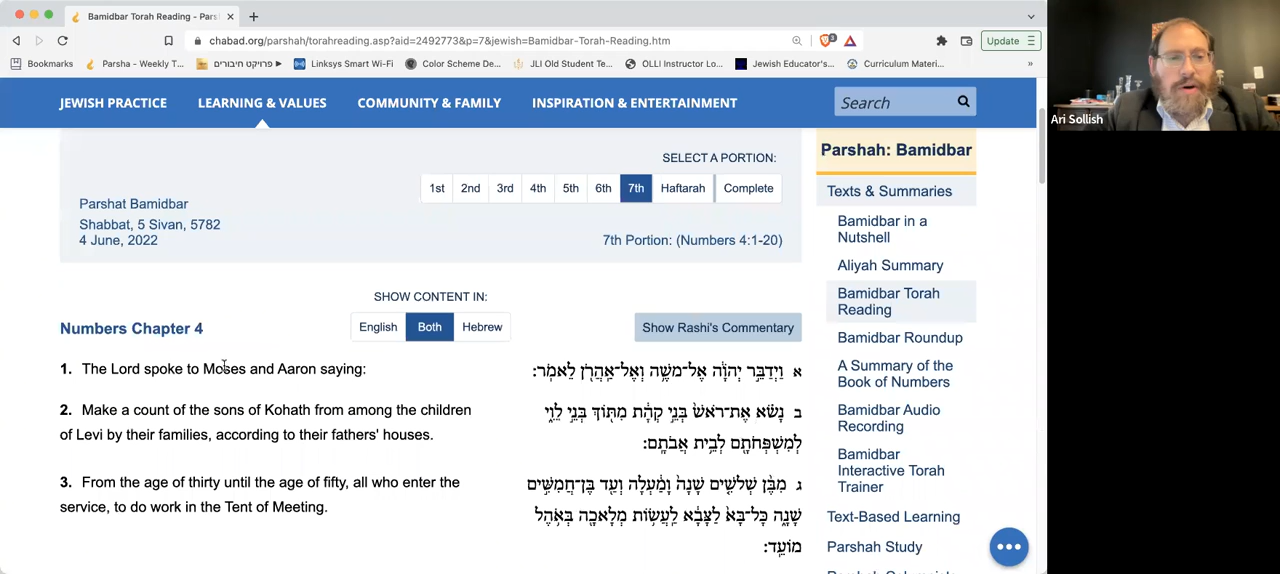 Bamidbar Torah Reading - Pars
chabad.org/parshah/torahreading.asp?aid=2492773&p=7&jewish=Bamidbar-Torah-Reading.htm
3
Update
Bookmarks
Parsha - Weekly T...
פרויקט חיבורים
Linksys Smart Wi-Fi
Color Scheme De...
JLI Old Student Te...
OLLI Instructor Lo...
Jewish Educator's...
Curriculum Materi...
»
Ari Sollish
JEWISH PRACTICE
LEARNING & VALUES
COMMUNITY & FAMILY
INSPIRATION & ENTERTAINMENT
Search
SELECT A PORTION:
1st
2nd
3rd
4th
5th
6th
7th
Haftarah
Complete
Parshat Bamidbar
Shabbat, 5 Sivan, 5782
4 June, 2022
7th Portion: (Numbers 4:1-20)
SHOW CONTENT IN:
Numbers Chapter 4
English
Both
Hebrew
Show Rashi's Commentary
1. The Lord spoke to Moses and Aaron saying:
א וַיְדַבֵּ֣ר יְהֹוָ֔ה אֶל־משֶׁ֥ה וְאֶל־אַֽהֲרֹ֖ן לֵאמֹֽר:
2. Make a count of the sons of Kohath from among the children
of Levi by their families, according to their fathers' houses.
ב נָשֹׂ֗א אֶת־רֹאשׁ֙ בְּנֵ֣י קְהָ֔ת מִתּ֖וֹךְ בְּנֵ֣י לֵוִ֑י
לְמִשְׁפְּחֹתָ֖ם לְבֵ֥ית אֲבֹתָֽם:
3. From the age of thirty until the age of fifty, all who enter the
service, to do work in the Tent of Meeting.
ג מִבֶּ֨ן שְׁלשִׁ֤ים שָׁנָה֙ וָמַ֔עְלָה וְעַ֖ד בֶּן־חֲמִשִּׁ֣ים
שָׁנָ֑ה כָּל־בָּא֙ לַצָּבָ֔א לַֽעֲשׂ֥וֹת מְלָאכָ֖ה בְּאֹ֥הֶל
מוֹעֵֽד:
Parshah: Bamidbar
Texts & Summaries
Bamidbar in a
Nutshell
Aliyah Summary
Bamidbar Torah
Reading
Bamidbar Roundup
A Summary of the
Book of Numbers
Bamidbar Audio
Recording
Bamidbar
Interactive Torah
Trainer
Text-Based Learning
Parshah Study